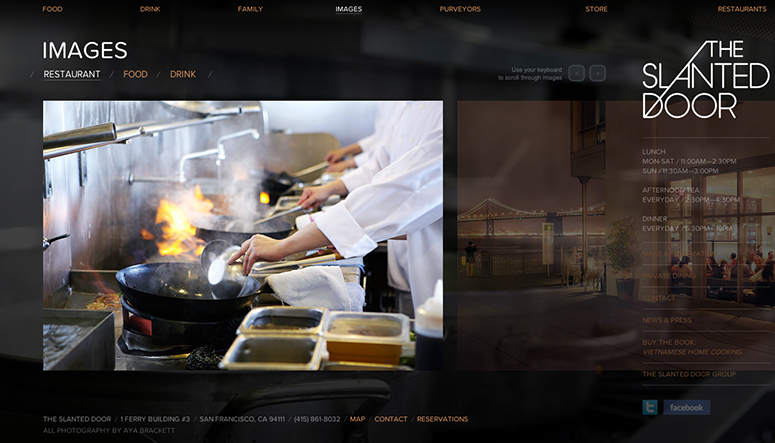 FOOD DRINK FAMILY IMAGES PURVEYORS STORE RESTAURANTS
IMAGES
/ RESTAURANT / FOOD / DRINK /
Use your keyboard
to scroll through images
THE
SLANTED
DOOR
LUNCH
MON-SAT / 11:00AM—2:30PM
SUN / 11:30AM—3:00PM
AFTERNOON TEA
EVERYDAY / 2:30PM—4:30PM
DINNER
EVERYDAY / 5:30PM—10PM
PRIVATE DINING
CONTACT
NEWS & PRESS
BUY THE BOOK:
VIETNAMESE HOME COOKING
THE SLANTED DOOR GROUP
facebook
THE SLANTED DOOR / 1 FERRY BUILDING #3 / SAN FRANCISCO, CA 94111 / (415) 861-8032 / MAP / CONTACT / RESERVATIONS
ALL PHOTOGRAPHY BY AYA BRACKETT